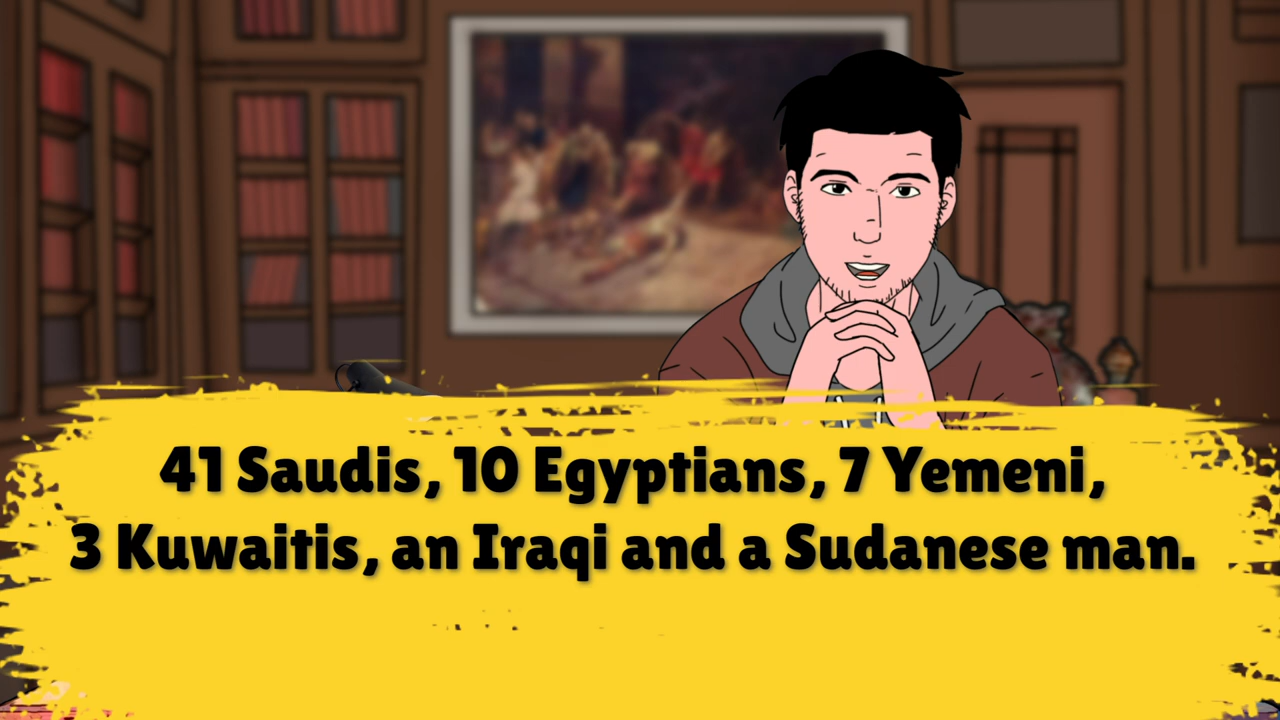 41 Saudis, 10 Egyptians, 7 Yemeni,
3 Kuwaitis, an Iraqi and a Sudanese man.